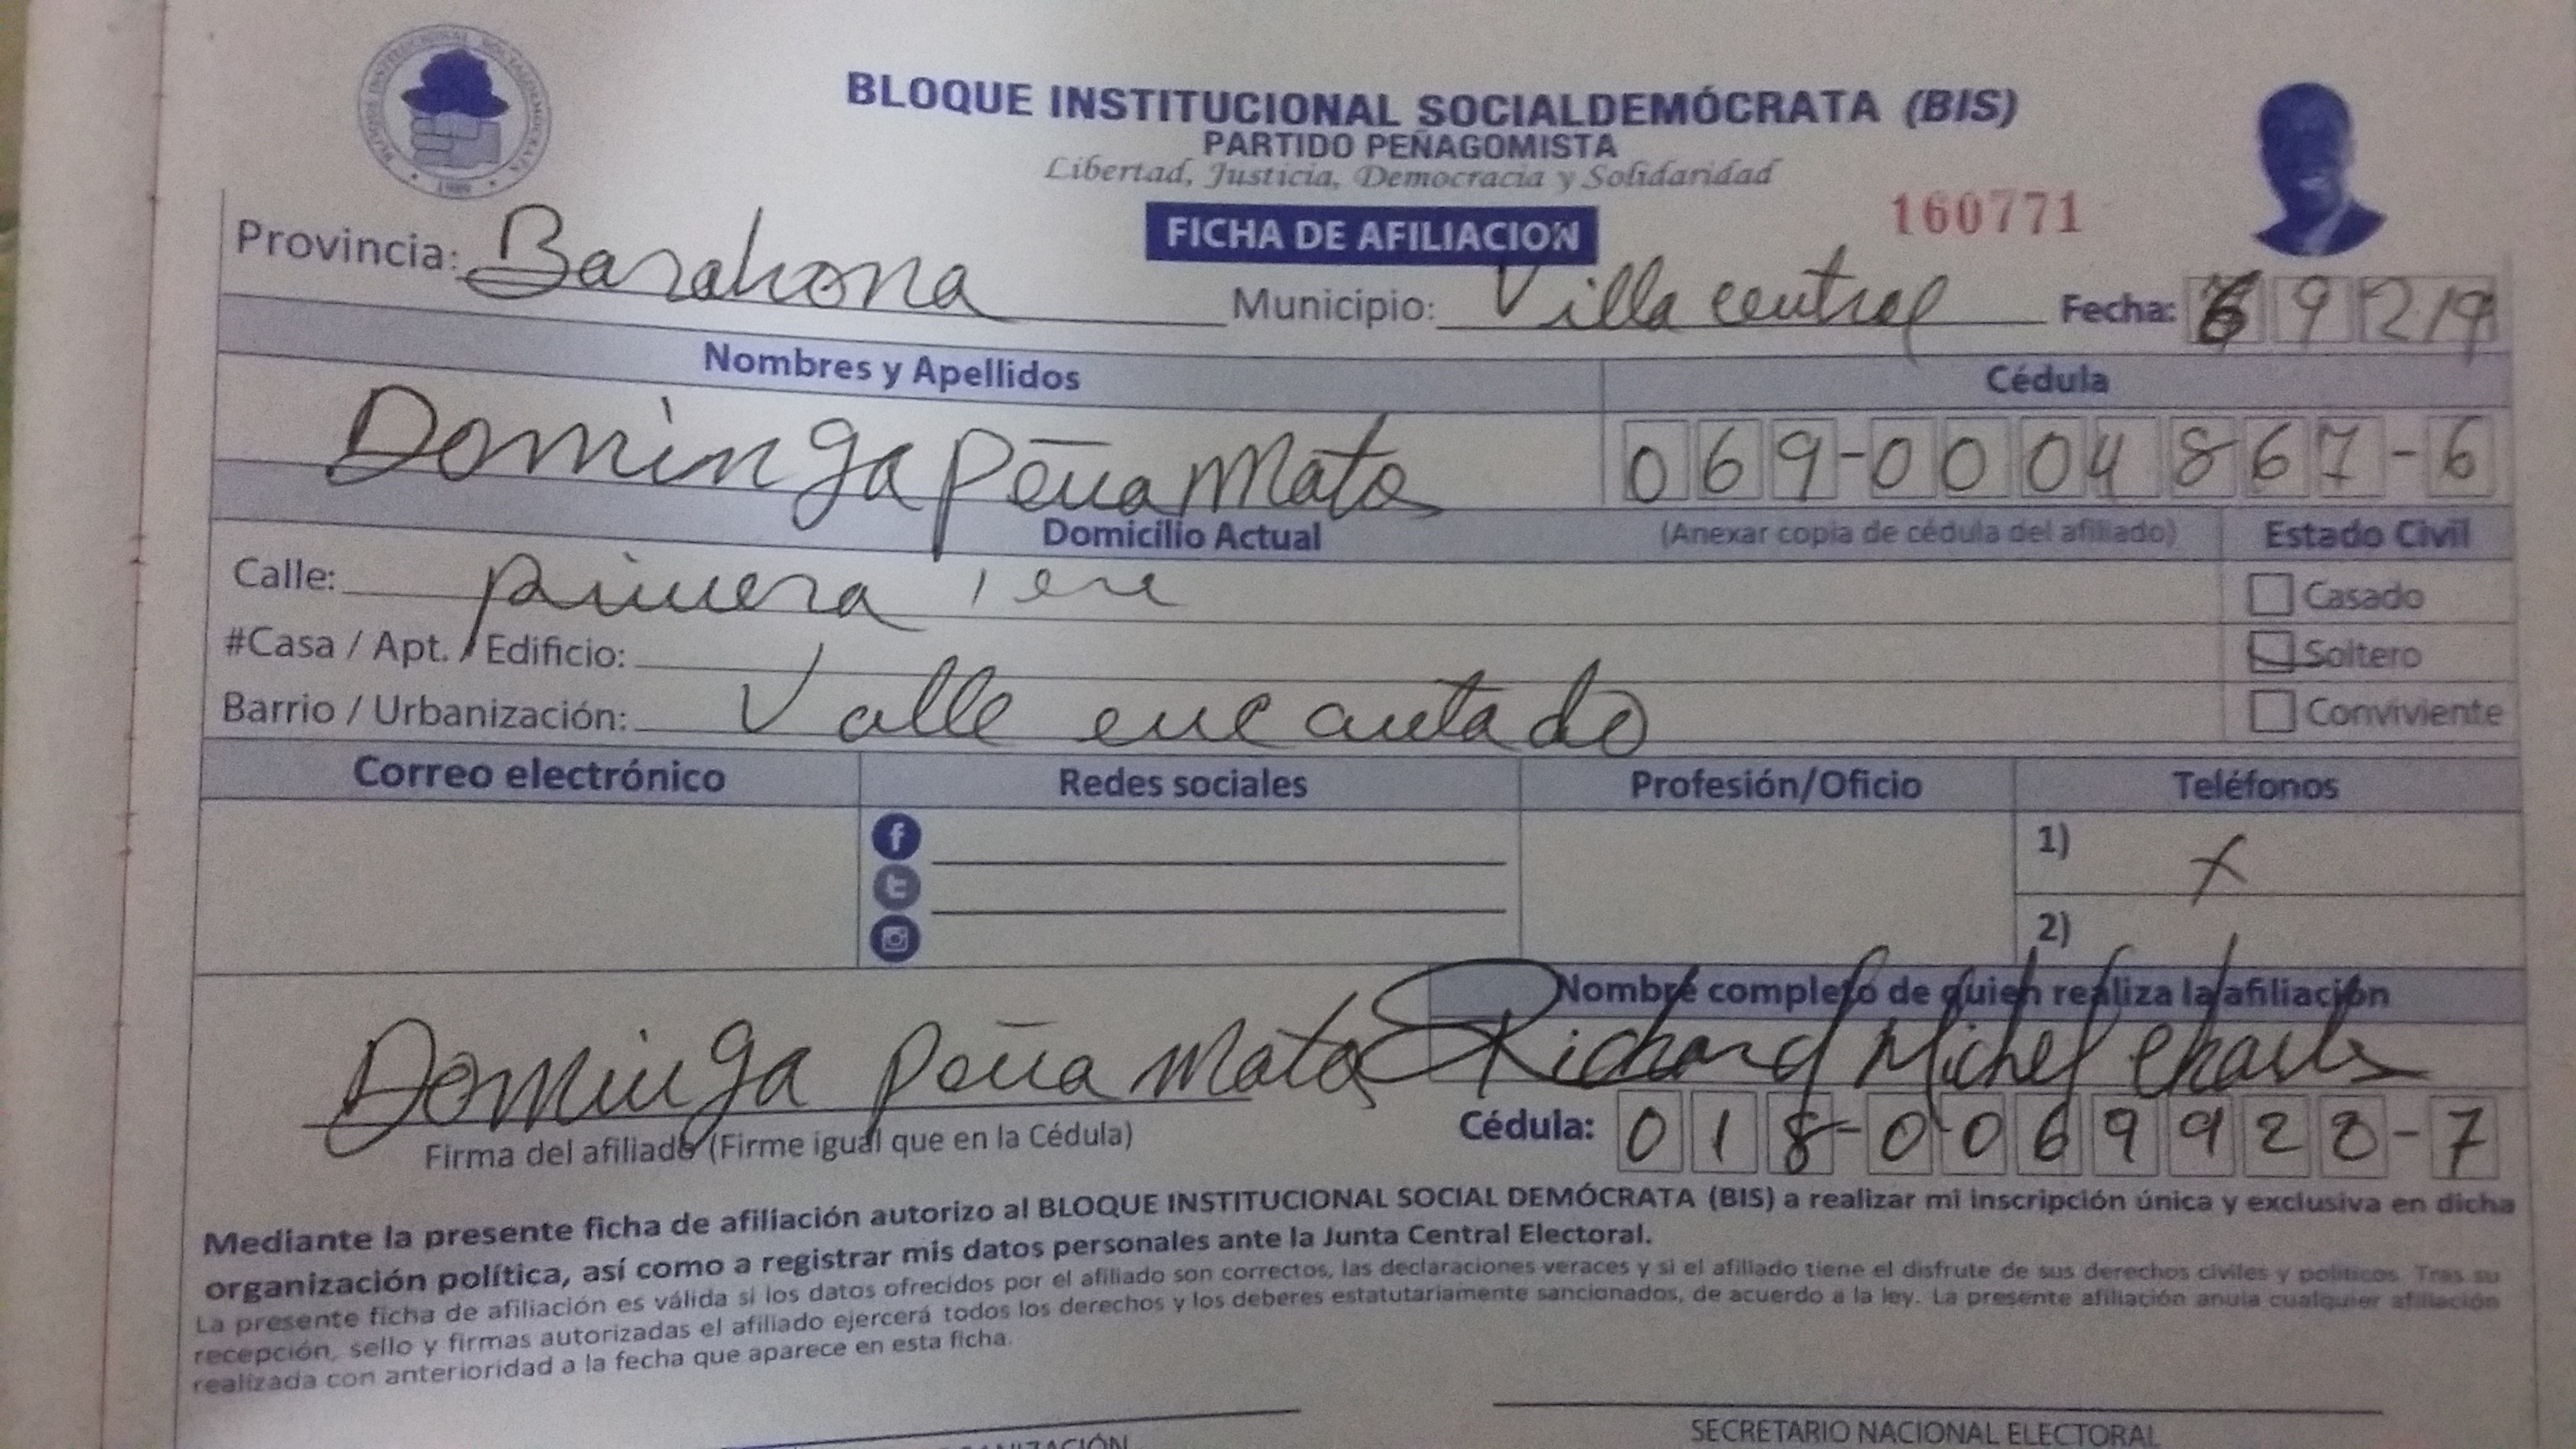 BLOQUE INSTITUCIONAL SOCIALDEMÓCRATA (BIS)
PARTIDO PEÑAGOMISTA
Libertad, Justicia, Democracia y Solidaridad
FICHA DE AFILIACION
160771
Provincia: Barahona
Municipio: Villa central
Fecha: 6 9 2 19
Nombres y Apellidos
Cédula
Dominga Peña Matos
069-0004867-6
Domicilio Actual
(Anexar copia de cédula del afiliado)
Estado Civil
Calle: primera 1 era
Casado
#Casa / Apt. / Edificio:
Soltero
Barrio / Urbanización: Valle encantado
Conviviente
Correo electrónico
Redes sociales
Profesión/Oficio
Teléfonos
1) X
2)
Nombre completo de quien realiza la afiliación
Dominga Peña Matos
Richard Michel Charls
Firma del afiliado (Firme igual que en la Cédula)
Cédula: 018-0069928-7
Mediante la presente ficha de afiliación autorizo al BLOQUE INSTITUCIONAL SOCIAL DEMÓCRATA (BIS) a realizar mi inscripción única y exclusiva en dicha
organización política, así como a registrar mis datos personales ante la Junta Central Electoral.
La presente ficha de afiliación es válida si los datos ofrecidos por el afiliado son correctos, las declaraciones veraces y si el afiliado tiene el disfrute de sus derechos civiles y políticos. Tras su
recepción, sello y firmas autorizadas el afiliado ejercerá todos los derechos y los deberes estatutariamente sancionados, de acuerdo a la ley. La presente afiliación anula cualquier afiliación
realizada con anterioridad a la fecha que aparece en esta ficha.
SECRETARIO NACIONAL ELECTORAL